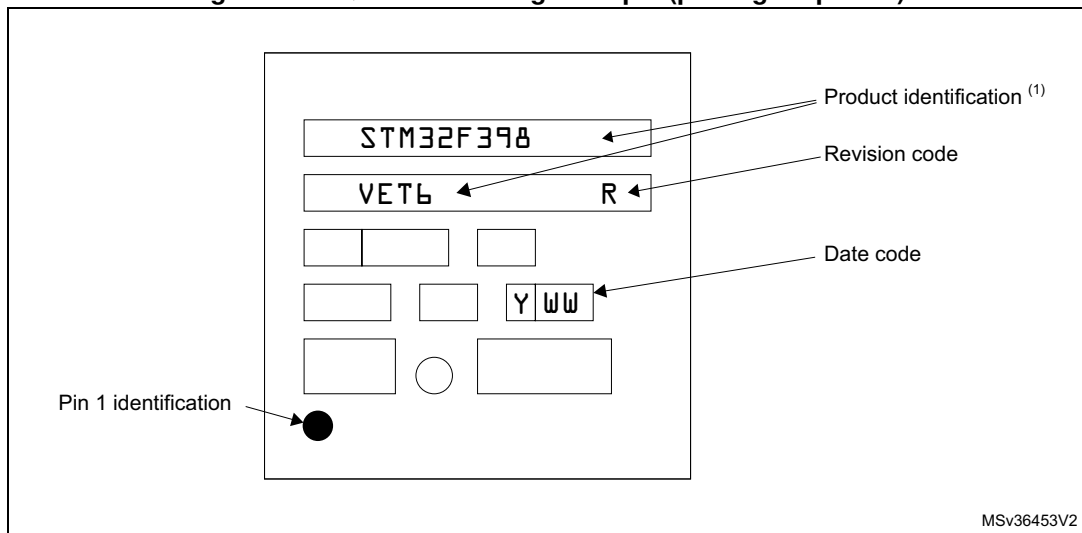 Product identification (1)
STM32F398
Revision code
VET6 R
Date code
Y WW
Pin 1 identification
MSv36453V2